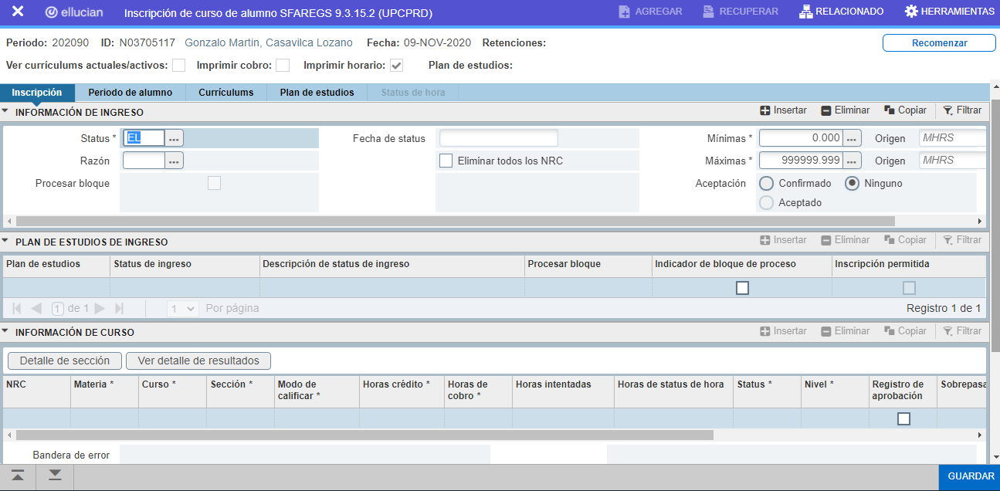 ellucian Inscripción de curso de alumno SFAREGS 9.3.15.2 (UPCPRD) AGREGAR RECUPERAR RELACIONADO HERRAMIENTAS
Periodo: 202090 ID: N03705117 Gonzalo Martin, Casavilca Lozano Fecha: 09-NOV-2020 Retenciones: Recomenzar
Ver currículums actuales/activos: Imprimir cobro: Imprimir horario: Plan de estudios:
Inscripción Periodo de alumno Currículums Plan de estudios Status de hora
INFORMACIÓN DE INGRESO Insertar Eliminar Copiar Filtrar
Status * EL ... Fecha de status Mínimas * 0.000 ... Origen MHRS
Razón ... Eliminar todos los NRC Máximas * 999999.999 ... Origen MHRS
Procesar bloque Aceptación Confirmado Ninguno
Aceptado
PLAN DE ESTUDIOS DE INGRESO Insertar Eliminar Copiar Filtrar
Plan de estudios Status de ingreso Descripción de status de ingreso Procesar bloque Indicador de bloque de proceso Inscripción permitida
1 de 1 1 Por página Registro 1 de 1
INFORMACIÓN DE CURSO Insertar Eliminar Copiar Filtrar
Detalle de sección Ver detalle de resultados
NRC Materia * Curso * Sección * Modo de Horas crédito * Horas de Horas intentadas Horas de status de hora Status * Nivel * Registro de Sobrepasa
calificar * cobro * aprobación
Bandera de error
GUARDAR